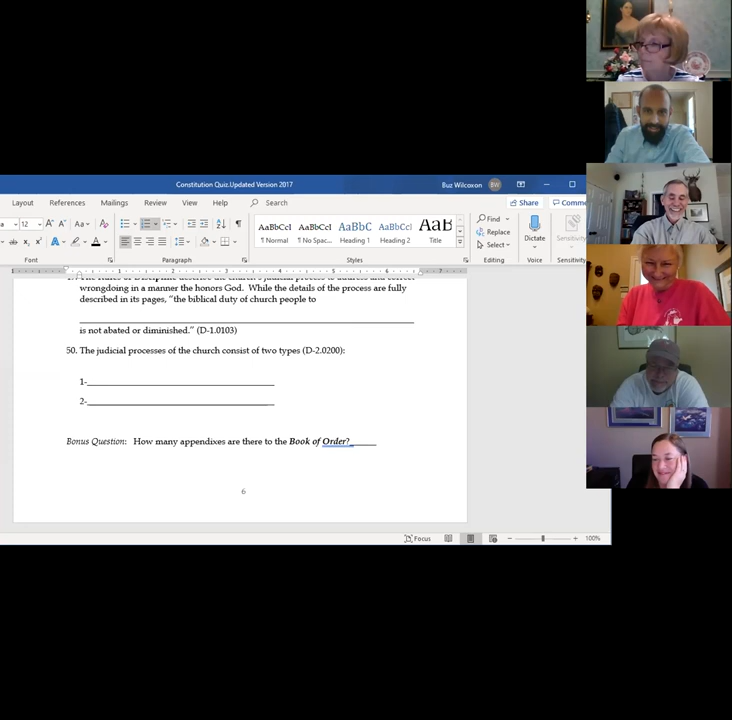 Constitution Quiz.Updated Version 2017
Buz Wilcoxon BW
Layout References Mailings Review View Help Search Share
12 Aa
Find
Replace
Select
AaBbCcI ¶ Normal
AaBbCcI ¶ No Spac...
AaBbC Heading 1
AaBbCcI Heading 2
AaB Title
Dictate
Sensitivity
Font Paragraph Styles Editing Voice Sensitivity
wrongdoing in a manner the honors God. While the details of the process are fully
described in its pages, “the biblical duty of church people to
is not abated or diminished.” (D-1.0103)
50. The judicial processes of the church consist of two types (D-2.0200):
1-
2-
Bonus Question: How many appendixes are there to the Book of Order?
6
Focus
100%